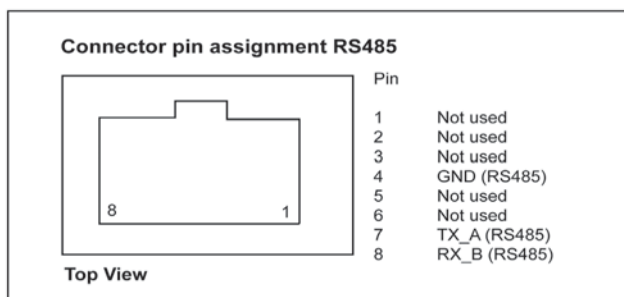 Connector pin assignment RS485
Pin
1 Not used
2 Not used
3 Not used
4 GND (RS485)
5 Not used
6 Not used
7 TX_A (RS485)
8 RX_B (RS485)
8 1
Top View